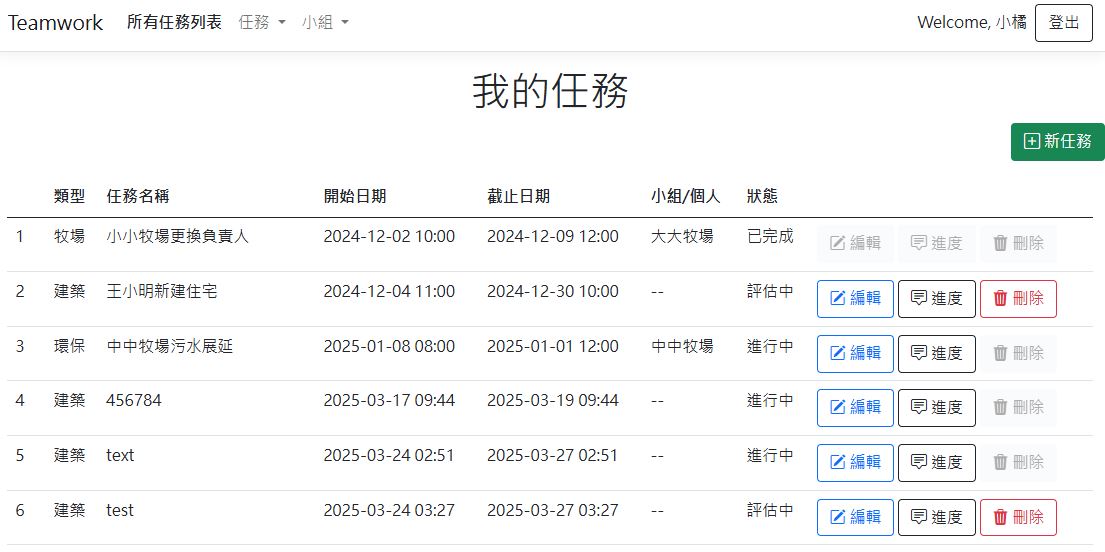 Teamwork 所有任務列表 任務 小組 Welcome, 小橘 登出
我的任務
新任務
類型 任務名稱 開始日期 截止日期 小組/個人 狀態
1 牧場 小小牧場更換負責人 2024-12-02 10:00 2024-12-09 12:00 大大牧場 已完成 編輯 進度 刪除
2 建築 王小明新建住宅 2024-12-04 11:00 2024-12-30 10:00 -- 評估中 編輯 進度 刪除
3 環保 中中牧場污水展延 2025-01-08 08:00 2025-01-01 12:00 中中牧場 進行中 編輯 進度 刪除
4 建築 456784 2025-03-17 09:44 2025-03-19 09:44 -- 進行中 編輯 進度 刪除
5 建築 text 2025-03-24 02:51 2025-03-27 02:51 -- 進行中 編輯 進度 刪除
6 建築 test 2025-03-24 03:27 2025-03-27 03:27 -- 評估中 編輯 進度 刪除